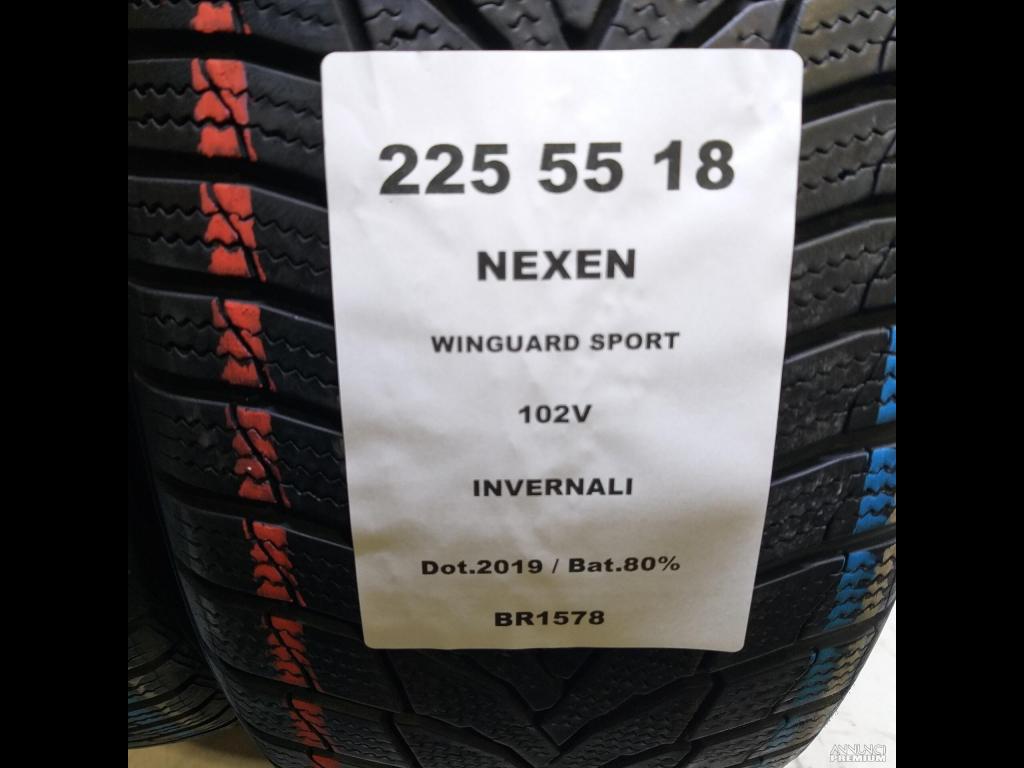 225 55 18
NEXEN
WINGUARD SPORT
102V
INVERNALI
Dot.2019 / Bat.80%
BR1578
ANNUNCI
PREMIUM